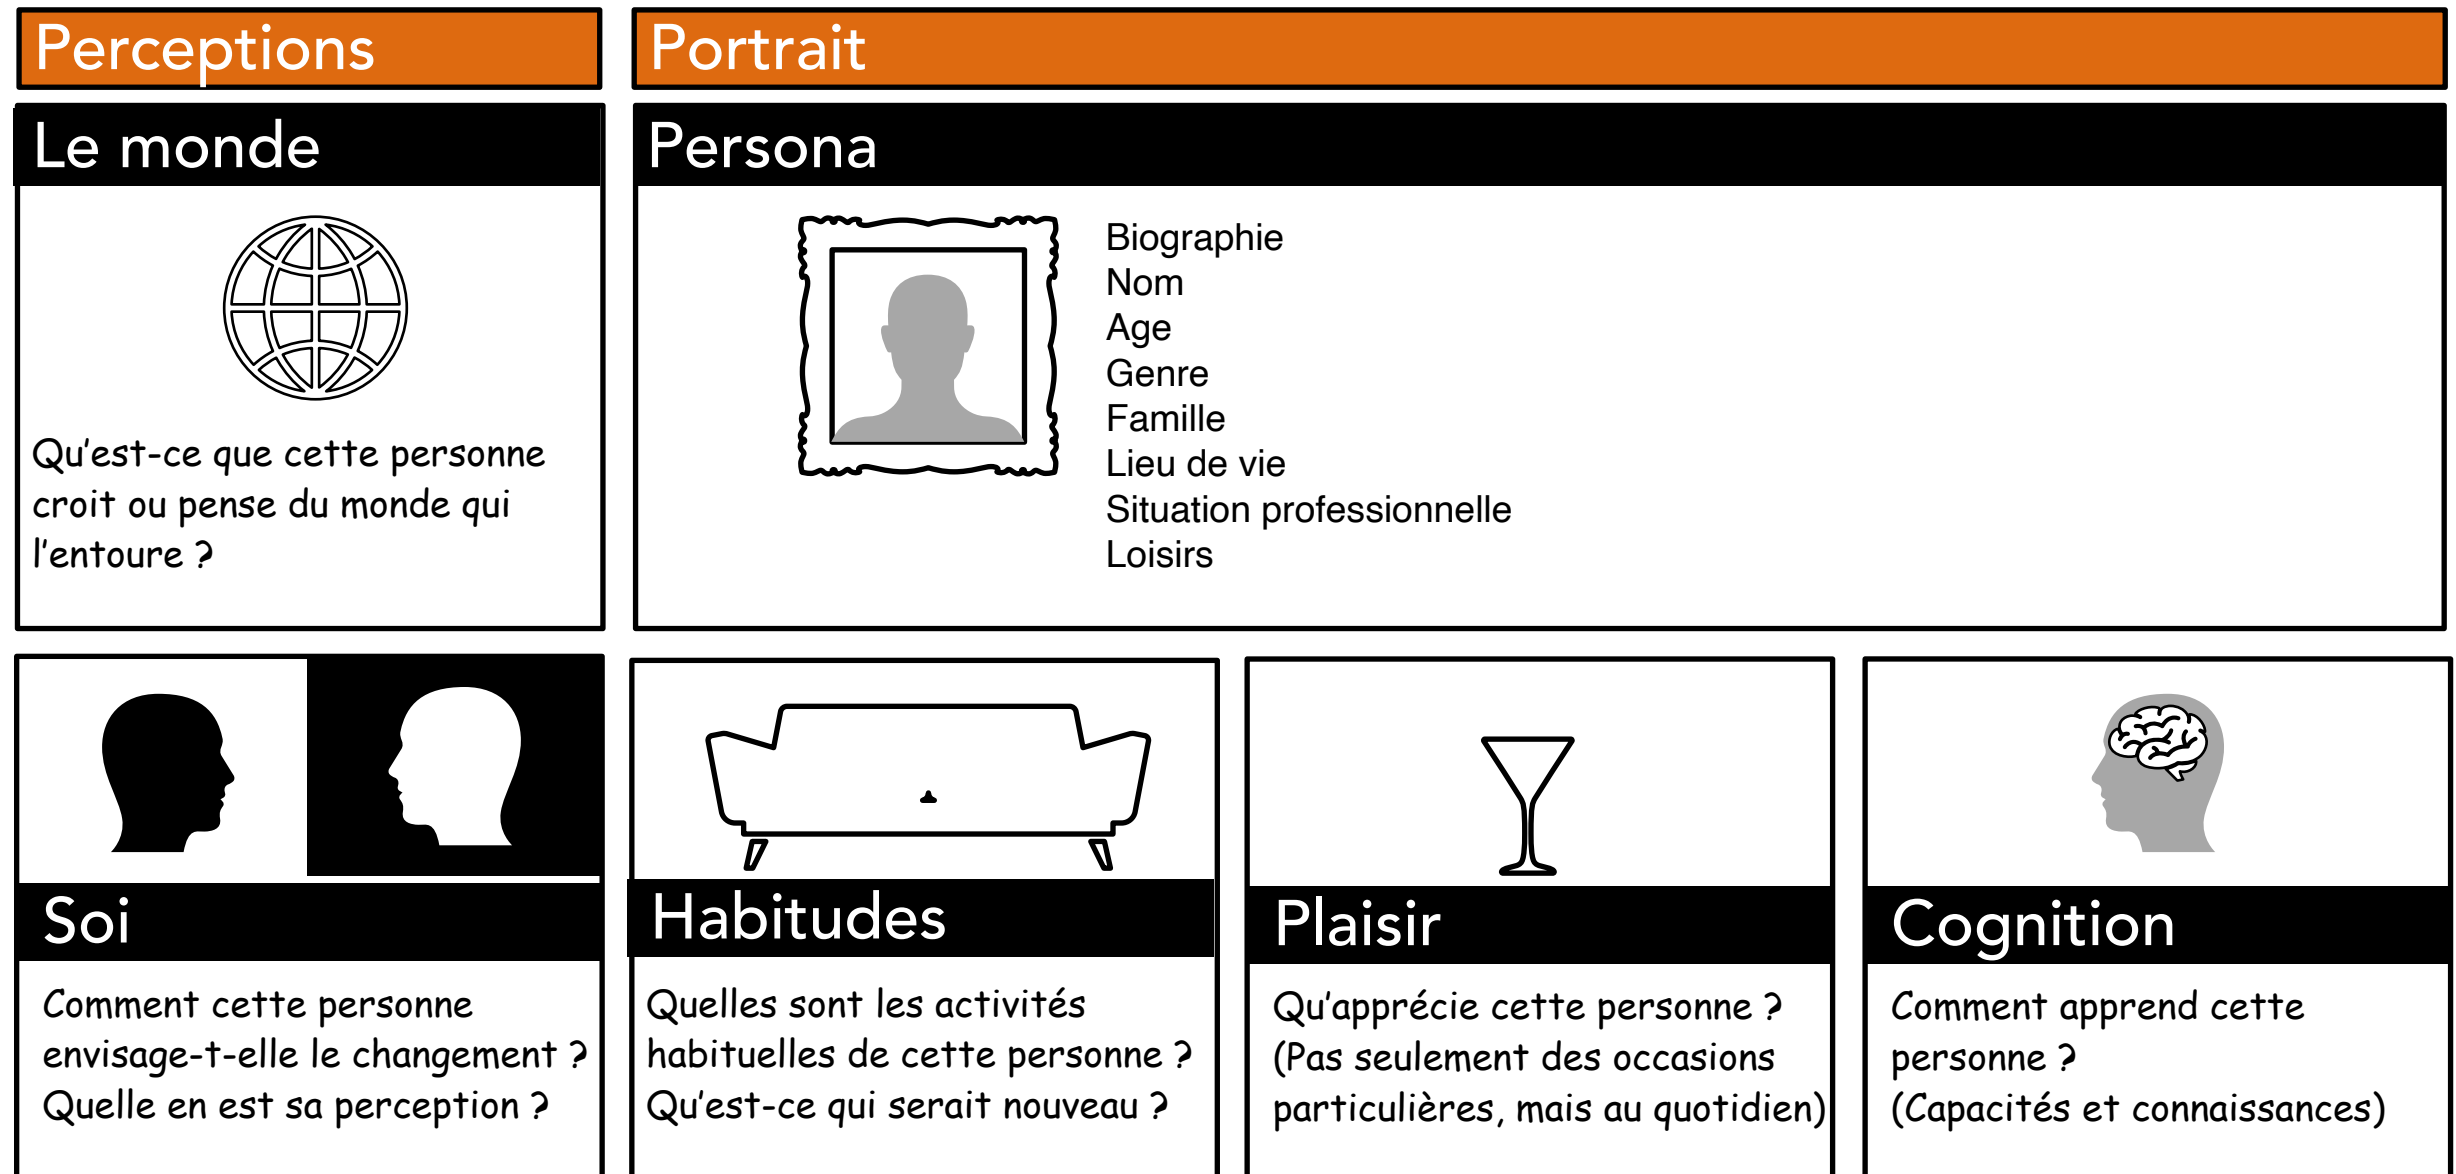 Perceptions
Portrait
Le monde
Qu'est-ce que cette personne
croit ou pense du monde qui
l'entoure ?
Persona
Biographie
Nom
Age
Genre
Famille
Lieu de vie
Situation professionnelle
Loisirs
Soi
Comment cette personne
envisage-t-elle le changement ?
Quelle en est sa perception ?
Habitudes
Quelles sont les activités
habituelles de cette personne ?
Qu'est-ce qui serait nouveau ?
Plaisir
Qu'apprécie cette personne ?
(Pas seulement des occasions
particulières, mais au quotidien)
Cognition
Comment apprend cette
personne ?
(Capacités et connaissances)